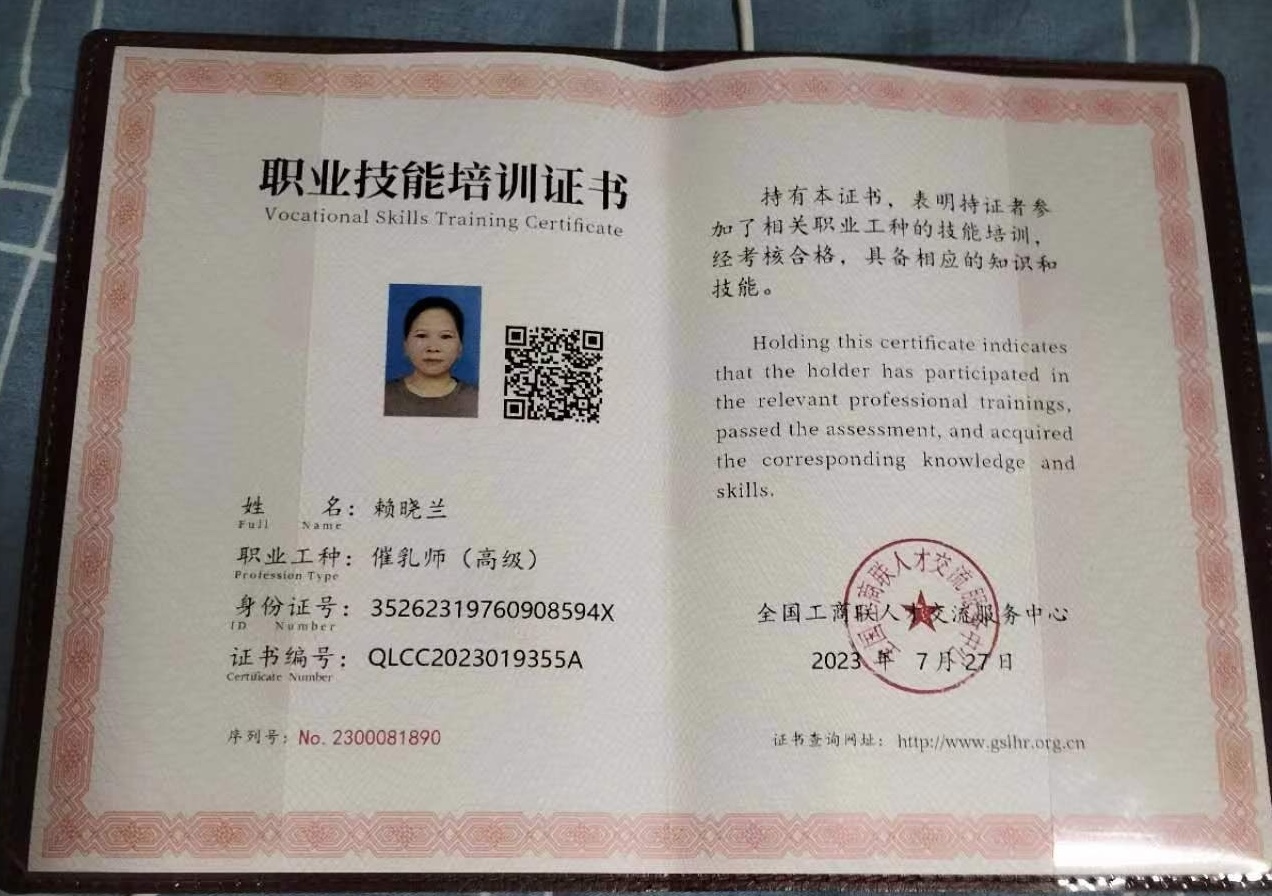 职业技能培训证书
Vocational Skills Training Certificate
姓 名：赖晓兰
Full Name
职业工种：催乳师（高级）
Profession Type
身份证号：35262319760908594X
ID Number
证书编号：QLCC2023019355A
Certificate Number
序列号：No. 2300081890
持有本证书，表明持证者参
加了相关职业工种的技能培训，
经考核合格，具备相应的知识和
技能。
Holding this certificate indicates
that the holder has participated in
the relevant professional trainings,
passed the assessment, and acquired
the corresponding knowledge and
skills.
全国工商联人才交流服务中心
2023 年 7 月 27 日
全国工商联人才交流服务中心
证书查询网址：http://www.gslhr.org.cn